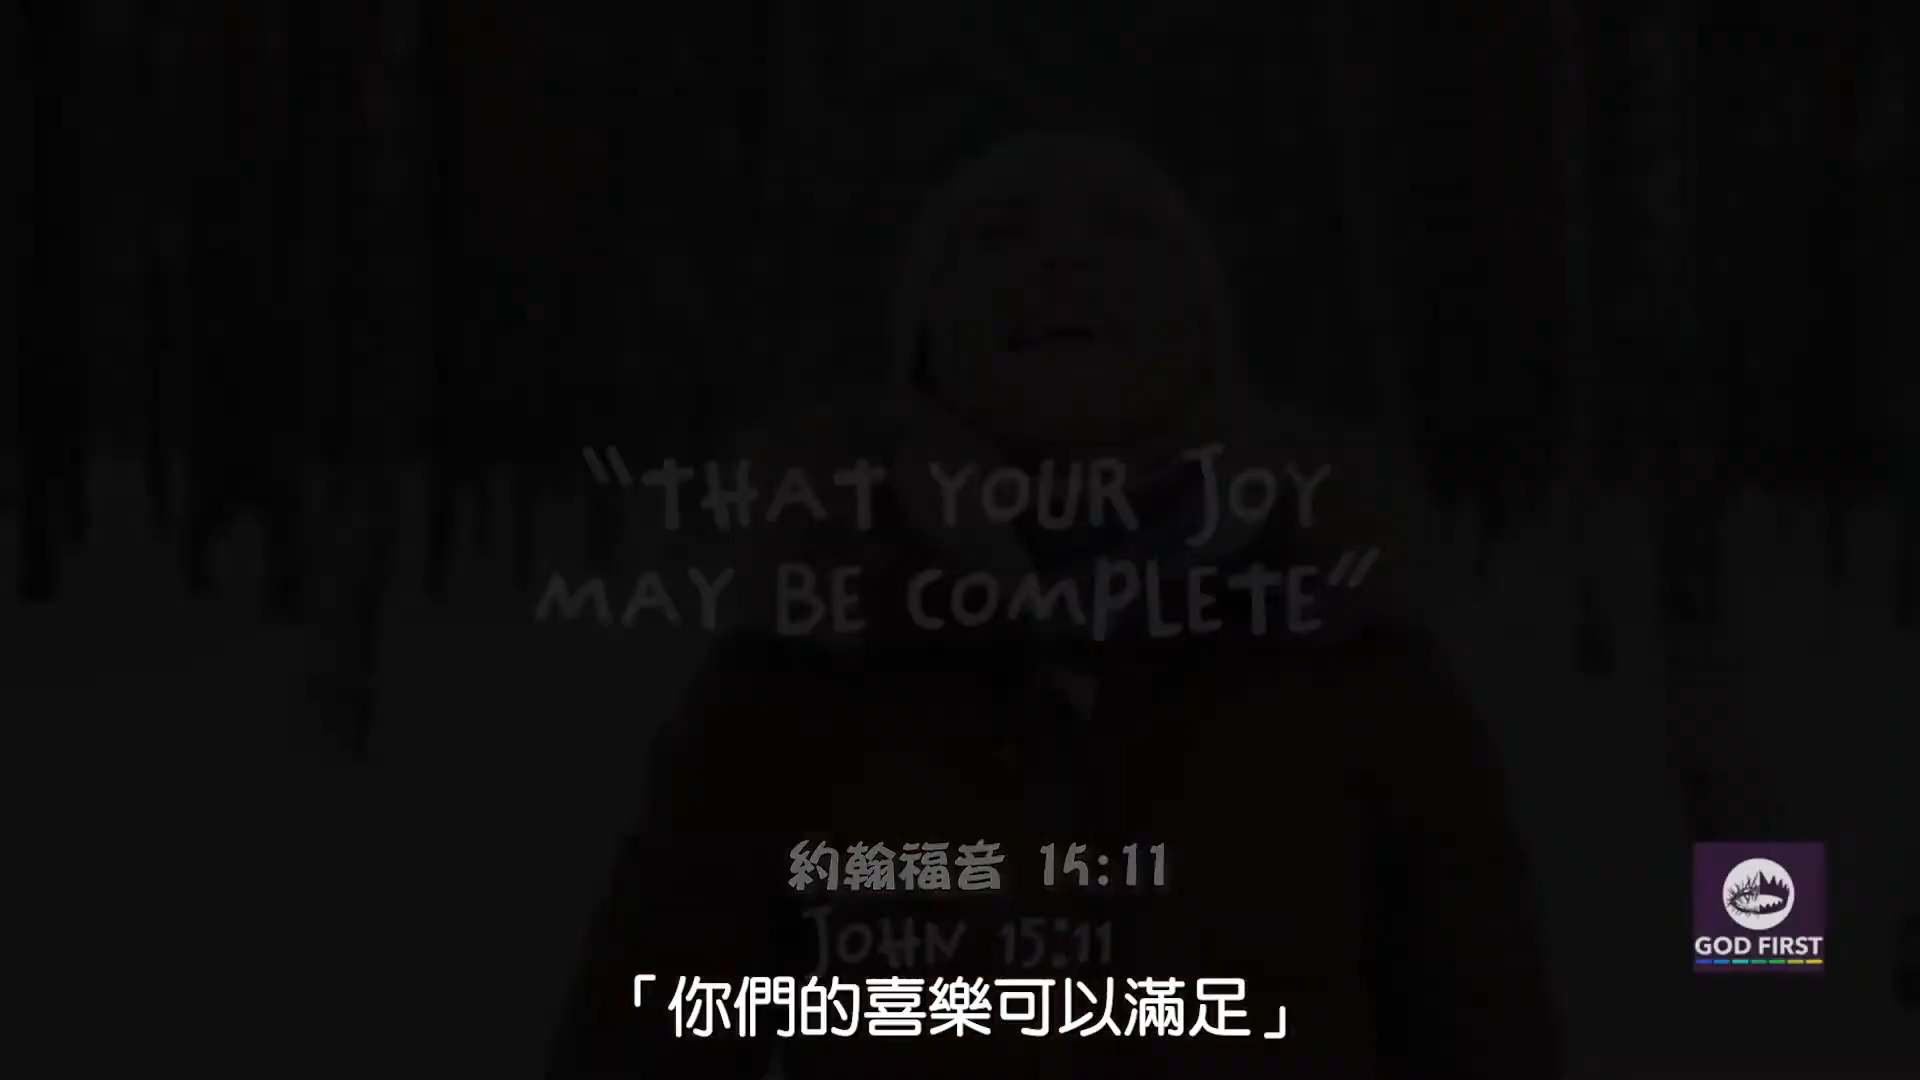 “THAT YOUR JOY
MAY BE COMPLETE”
約翰福音 15:11
JOHN 15:11
「你們的喜樂可以滿足」
GOD FIRST